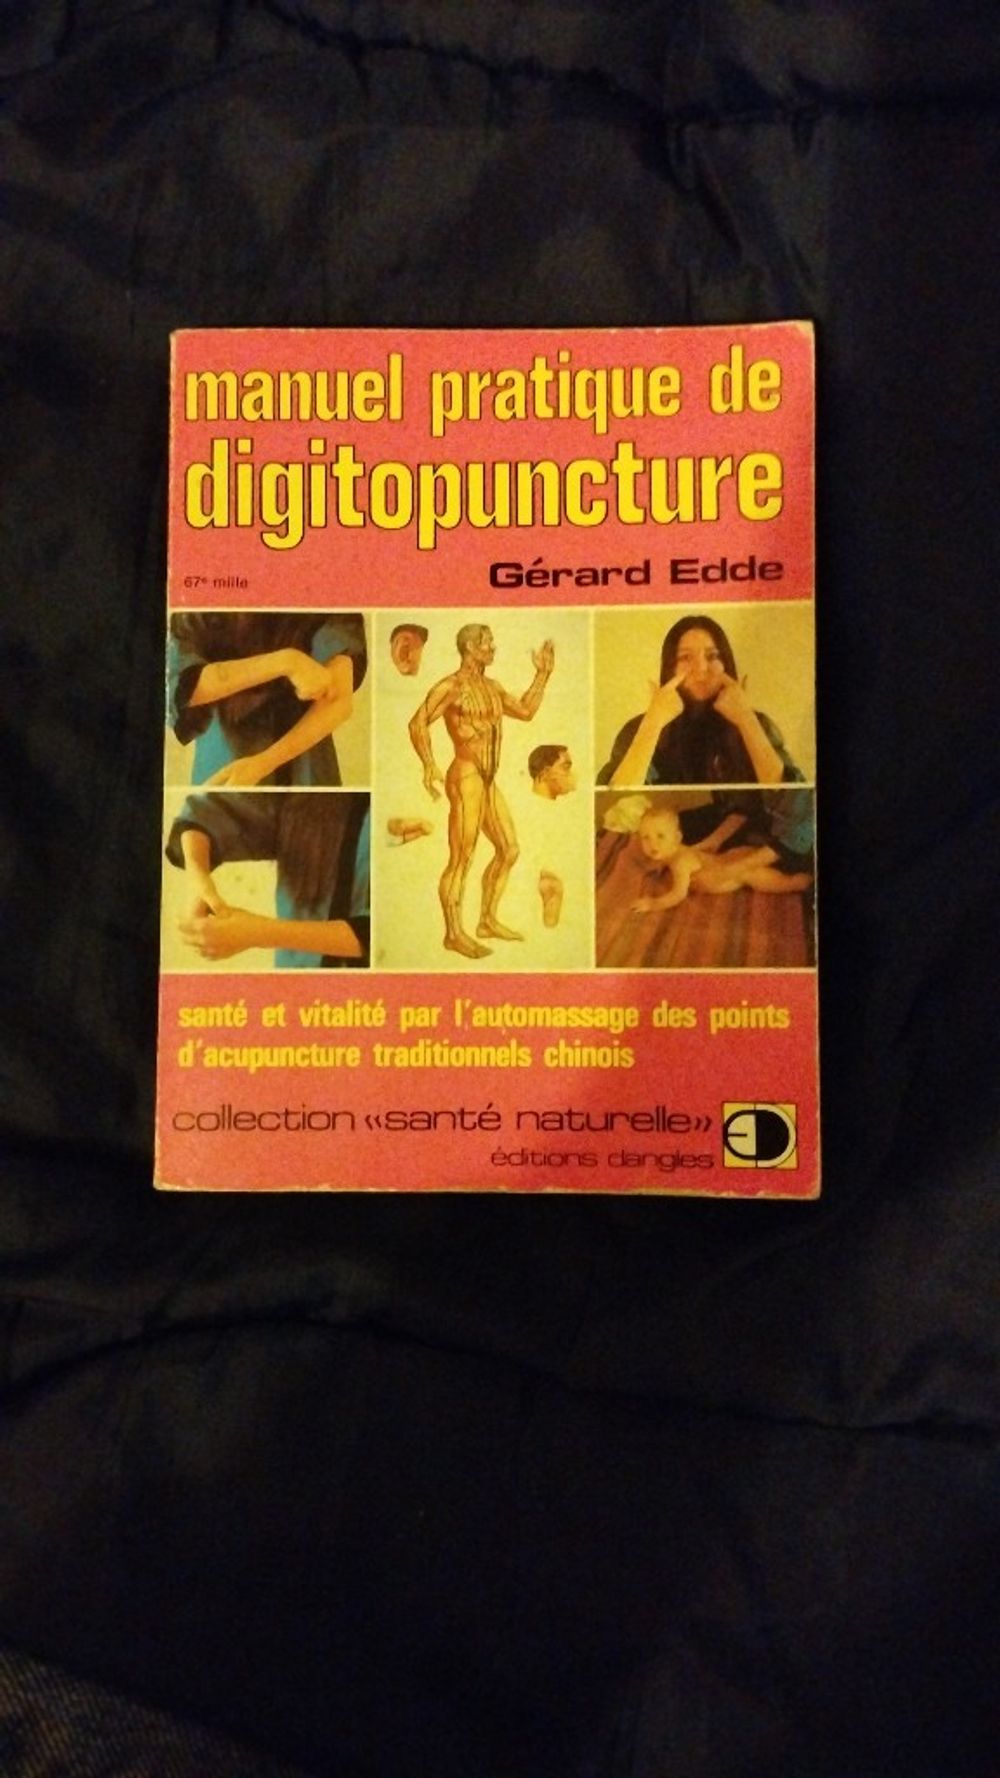 manuel pratique de
digitopuncture
67e mille
Gérard Edde
santé et vitalité par l'automassage des points
d'acupuncture traditionnels chinois
collection «santé naturelle»
éditions dangles